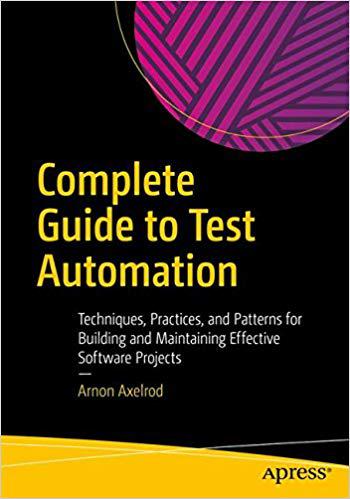 Complete
Guide to Test
Automation
Techniques, Practices, and Patterns for
Building and Maintaining Effective
Software Projects
—
Arnon Axelrod
Apress®